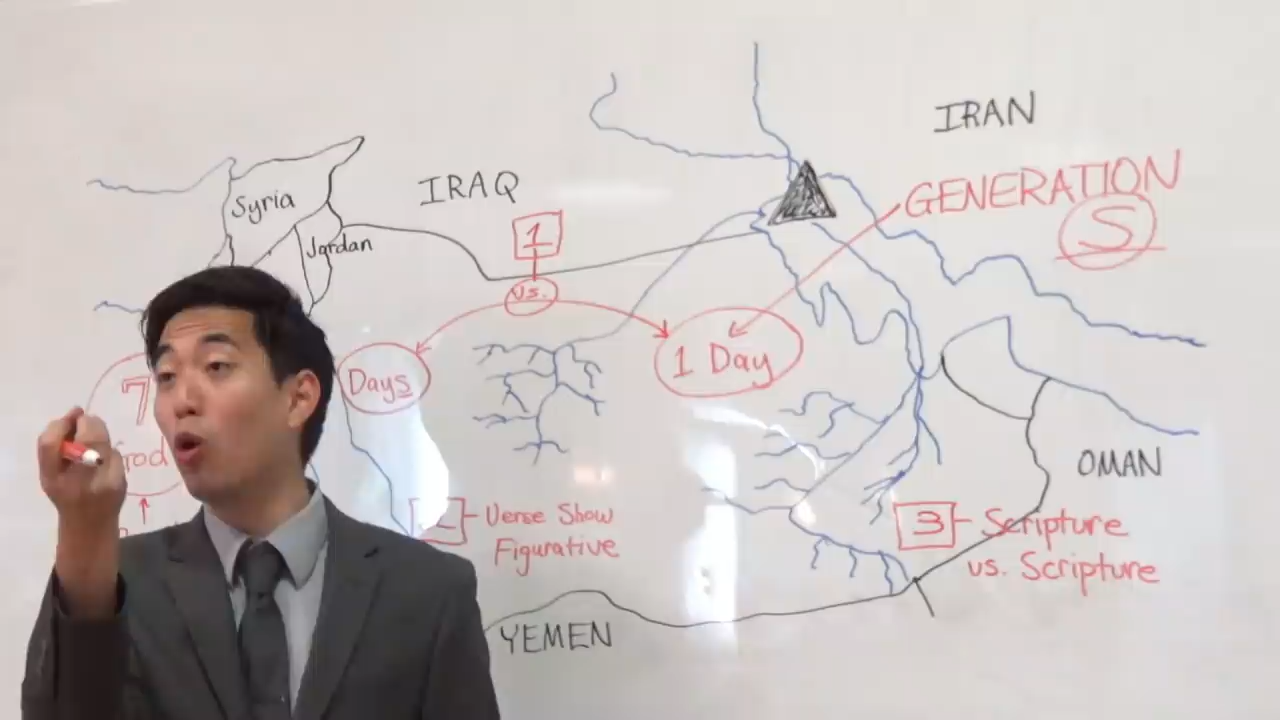 IRAN
GENERATION
S
IRAQ
Syria
Jordan
1
vs.
Days
1 Day
7
OMAN
Verse Show
Figurative
3
Scripture
vs. Scripture
YEMEN